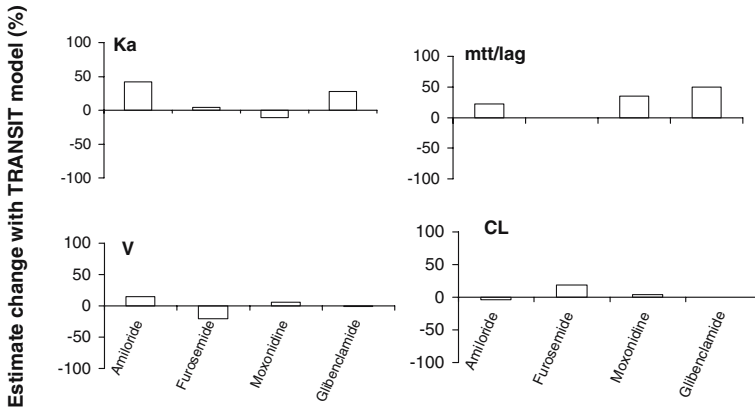 Estimate change with TRANSIT model (%)
Ka
100
50
0
-50
-100
mtt/lag
100
50
0
-50
-100
V
100
50
0
-50
-100
Amiloride
Furosemide
Moxonidine
Glibenclamide
CL
100
50
0
-50
-100
Amiloride
Furosemide
Moxonidine
Glibenclamide